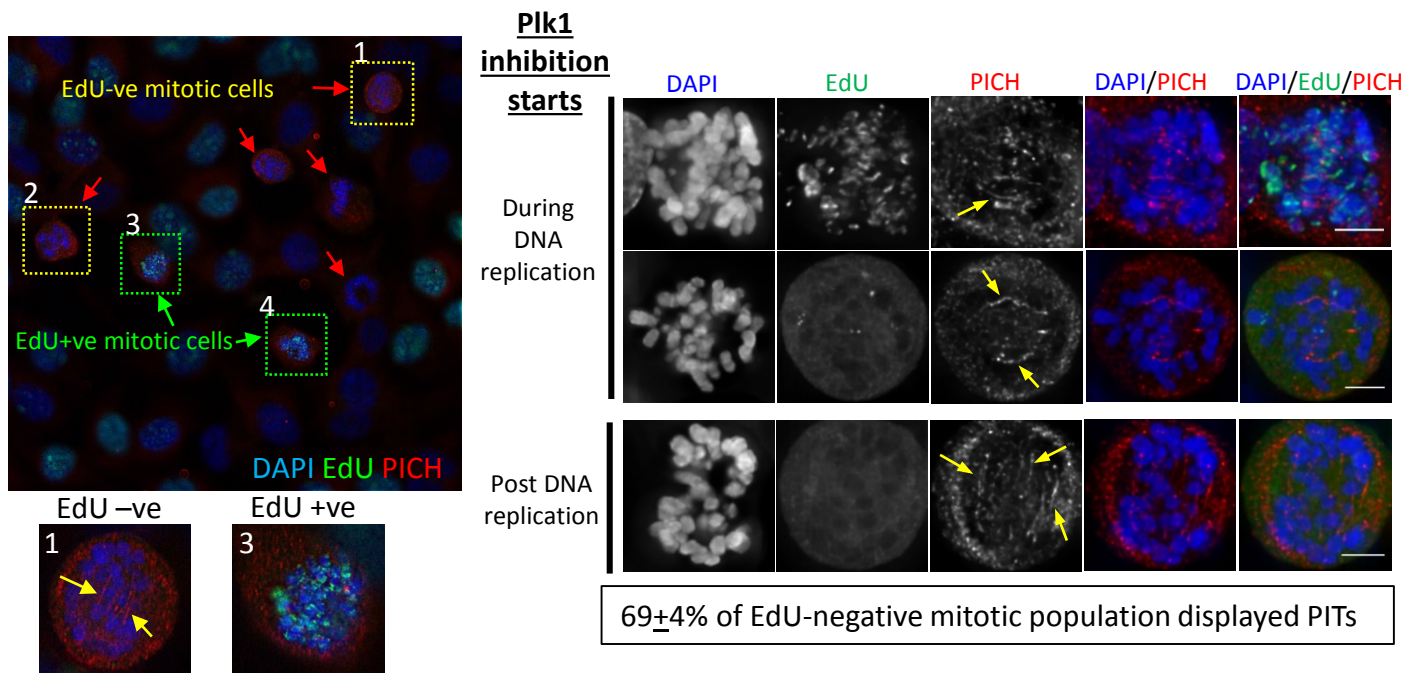 1
EdU-ve mitotic cells
2
3
4
EdU+ve mitotic cells
DAPI EdU PICH
EdU –ve
EdU +ve
1
3
Plk1
inhibition
starts
DAPI
EdU
PICH
DAPI/PICH
DAPI/EdU/PICH
During
DNA
replication
Post DNA
replication
69+4% of EdU-negative mitotic population displayed PITs